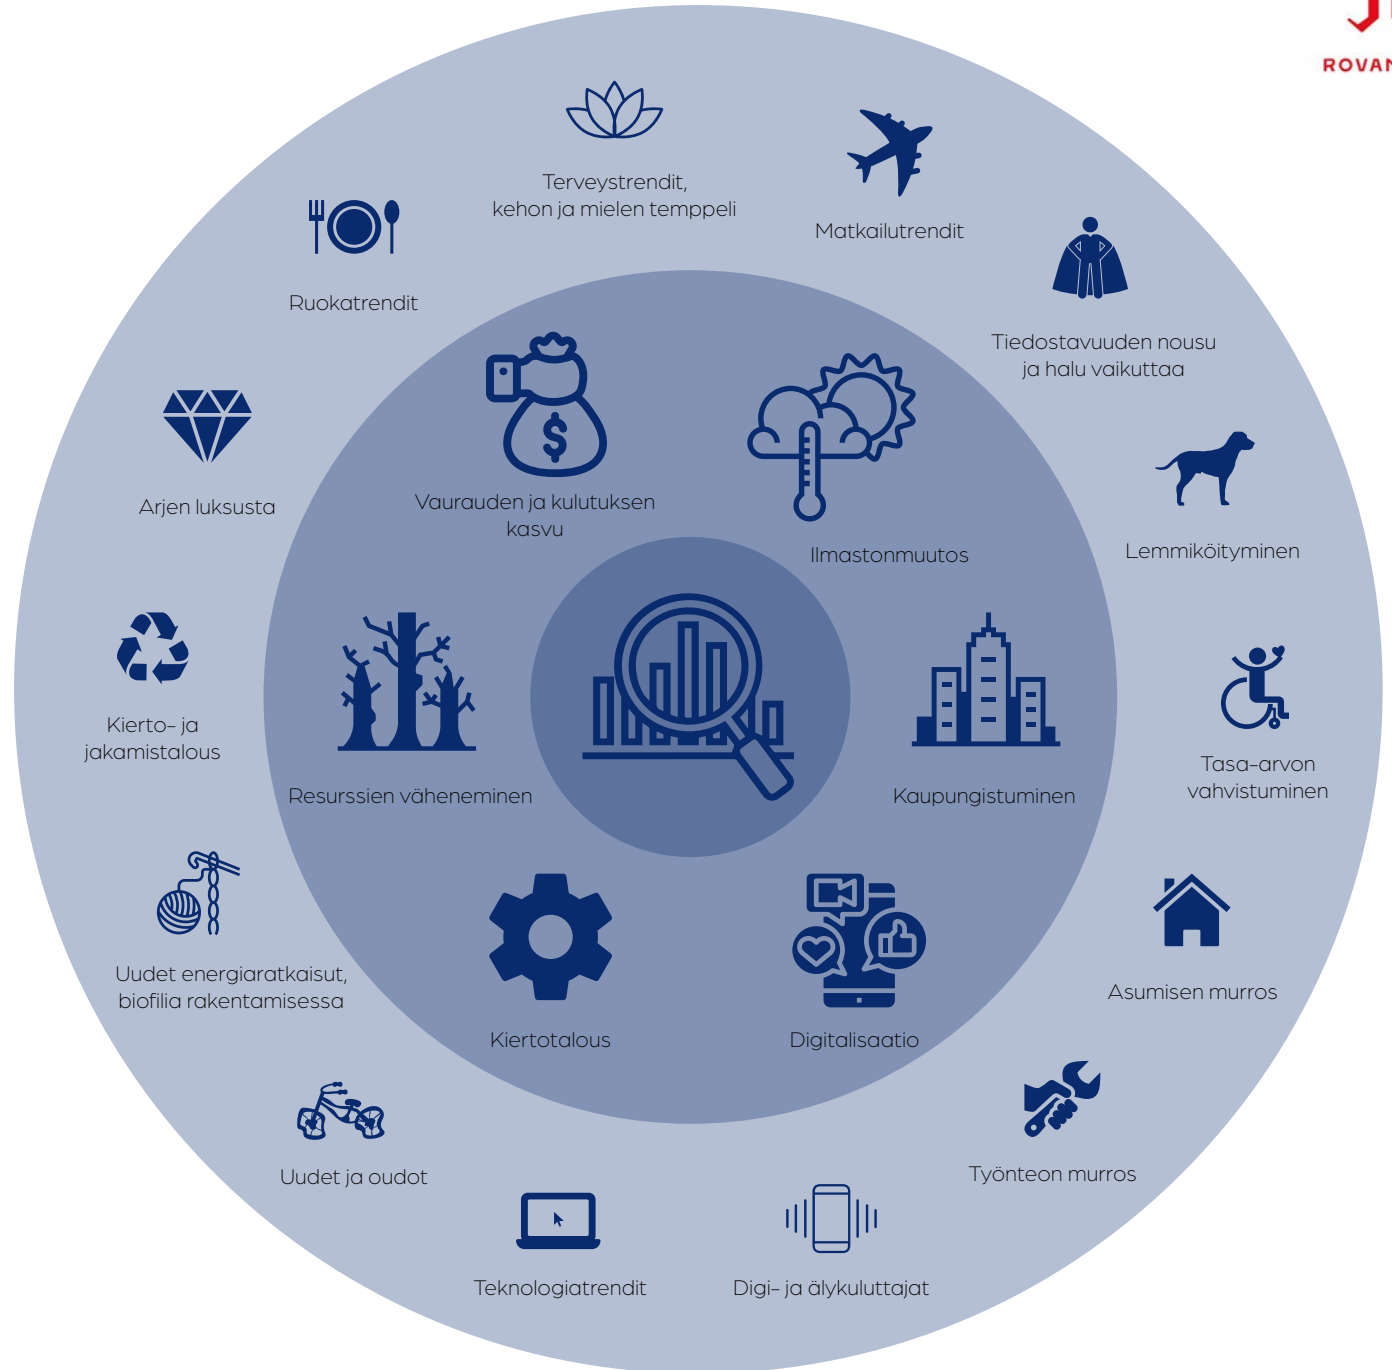 Terveystrendit,
kehon ja mielen temppeli
Matkailutrendit
Ruokatrendit
Tiedostavuuden nousu
ja halu vaikuttaa
Arjen luksusta
Vaurauden ja kulutuksen
kasvu
Ilmastonmuutos
Lemmiköityminen
Kierto- ja
jakamistalous
Resurssien väheneminen
Kaupungistuminen
Tasa-arvon
vahvistuminen
Uudet energiaratkaisut,
biofilia rakentamisessa
Kiertotalous
Digitalisaatio
Asumisen murros
Uudet ja oudot
Työnteon murros
Teknologiatrendit
Digi- ja älykuluttajat